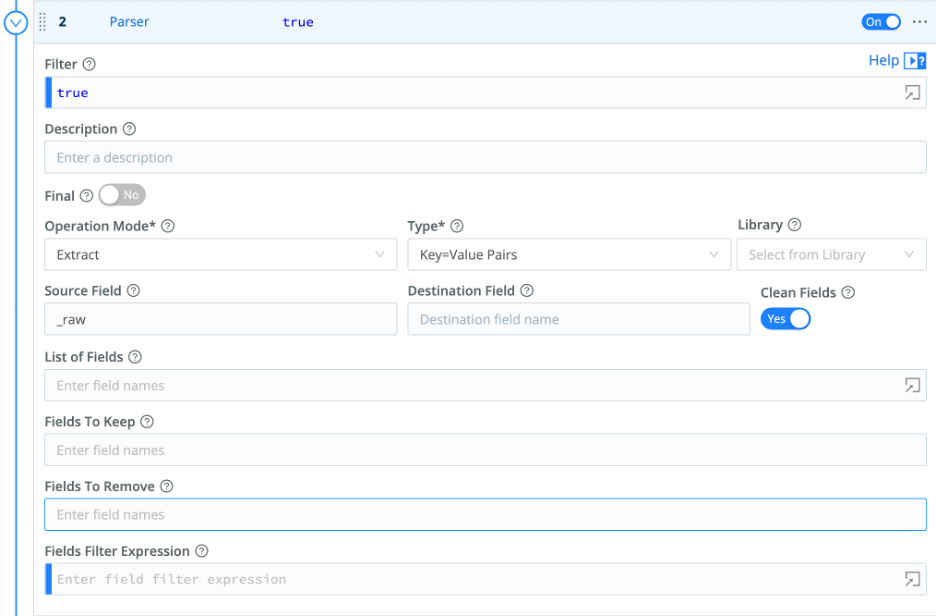 2 Parser true On ...
Help
Filter
true
Description
Enter a description
Final No
Operation Mode* Type* Library
Extract Key=Value Pairs Select from Library
Source Field Destination Field Clean Fields
_raw Destination field name Yes
List of Fields
Enter field names
Fields To Keep
Enter field names
Fields To Remove
Enter field names
Fields Filter Expression
Enter field filter expression